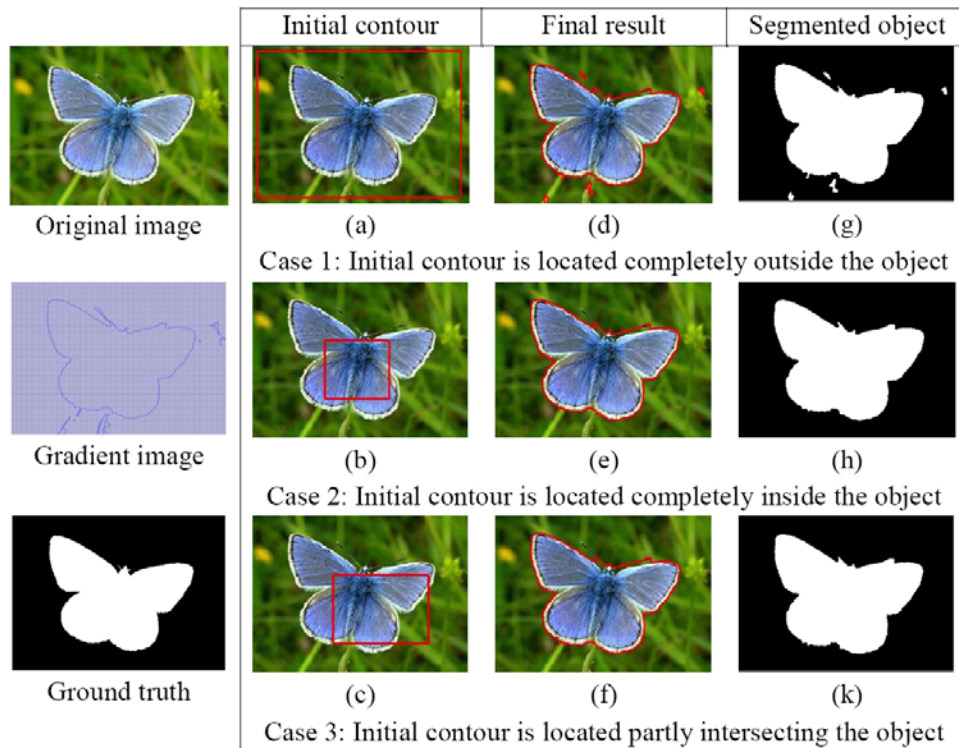 Initial contour
Final result
Segmented object
Original image
(a)
(d)
(g)
Case 1: Initial contour is located completely outside the object
Gradient image
(b)
(e)
(h)
Case 2: Initial contour is located completely inside the object
Ground truth
(c)
(f)
(k)
Case 3: Initial contour is located partly intersecting the object